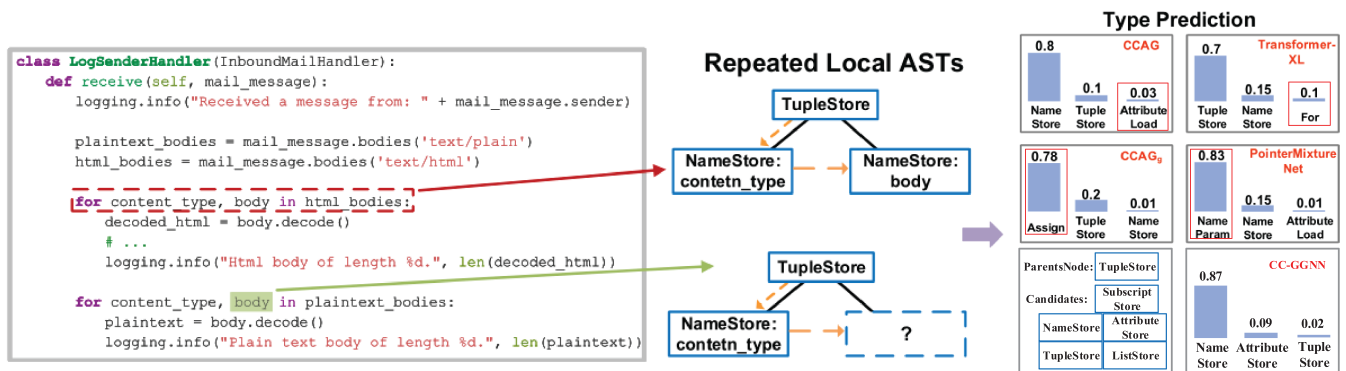 class LogSenderHandler(InboundMailHandler):
def receive(self, mail_message):
logging.info("Received a message from: " + mail_message.sender)
plaintext_bodies = mail_message.bodies('text/plain')
html_bodies = mail_message.bodies('text/html')
for content_type, body in html_bodies:
decoded_html = body.decode()
# ...
logging.info("Html body of length %d.", len(decoded_html))
for content_type, body in plaintext_bodies:
plaintext = body.decode()
logging.info("Plain text body of length %d.", len(plaintext))
Repeated Local ASTs
TupleStore
NameStore:
contetn_type
NameStore:
body
TupleStore
NameStore:
contetn_type
?
Type Prediction
CCAG
0.8
0.1
0.03
Name
Store
Tuple
Store
Attribute
Load
Transformer-
XL
0.7
0.15
0.1
Tuple
Store
Name
Store
For
CCAGg
0.78
0.2
0.01
Assign
Tuple
Store
Name
Store
PointerMixture
Net
0.83
0.15
0.01
Name
Param
Name
Store
Attribute
Load
ParentsNode:
TupleStore
Candidates:
Subscript
Store
NameStore
Attribute
Store
TupleStore
ListStore
CC-GGNN
0.87
0.09
0.02
Name
Store
Attribute
Store
Tuple
Store